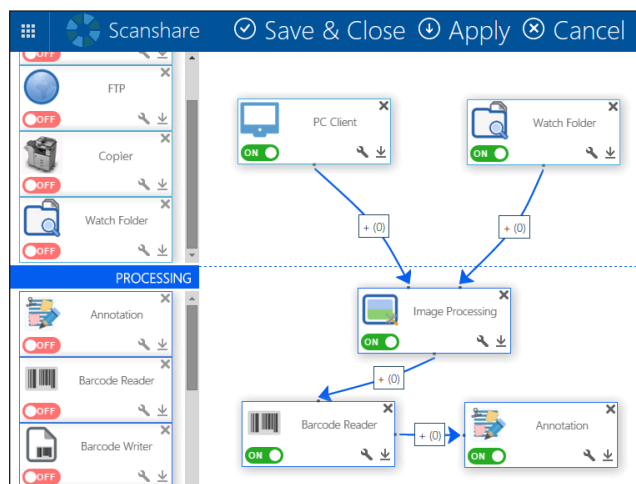 Scanshare Save & Close Apply Cancel
OFF
FTP
OFF
Copier
OFF
Watch Folder
OFF
PROCESSING
Annotation
OFF
Barcode Reader
OFF
Barcode Writer
OFF
PC Client
ON
Watch Folder
ON
+ (0)
+ (0)
Image Processing
ON
+ (0)
Barcode Reader
ON
+ (0)
Annotation
ON